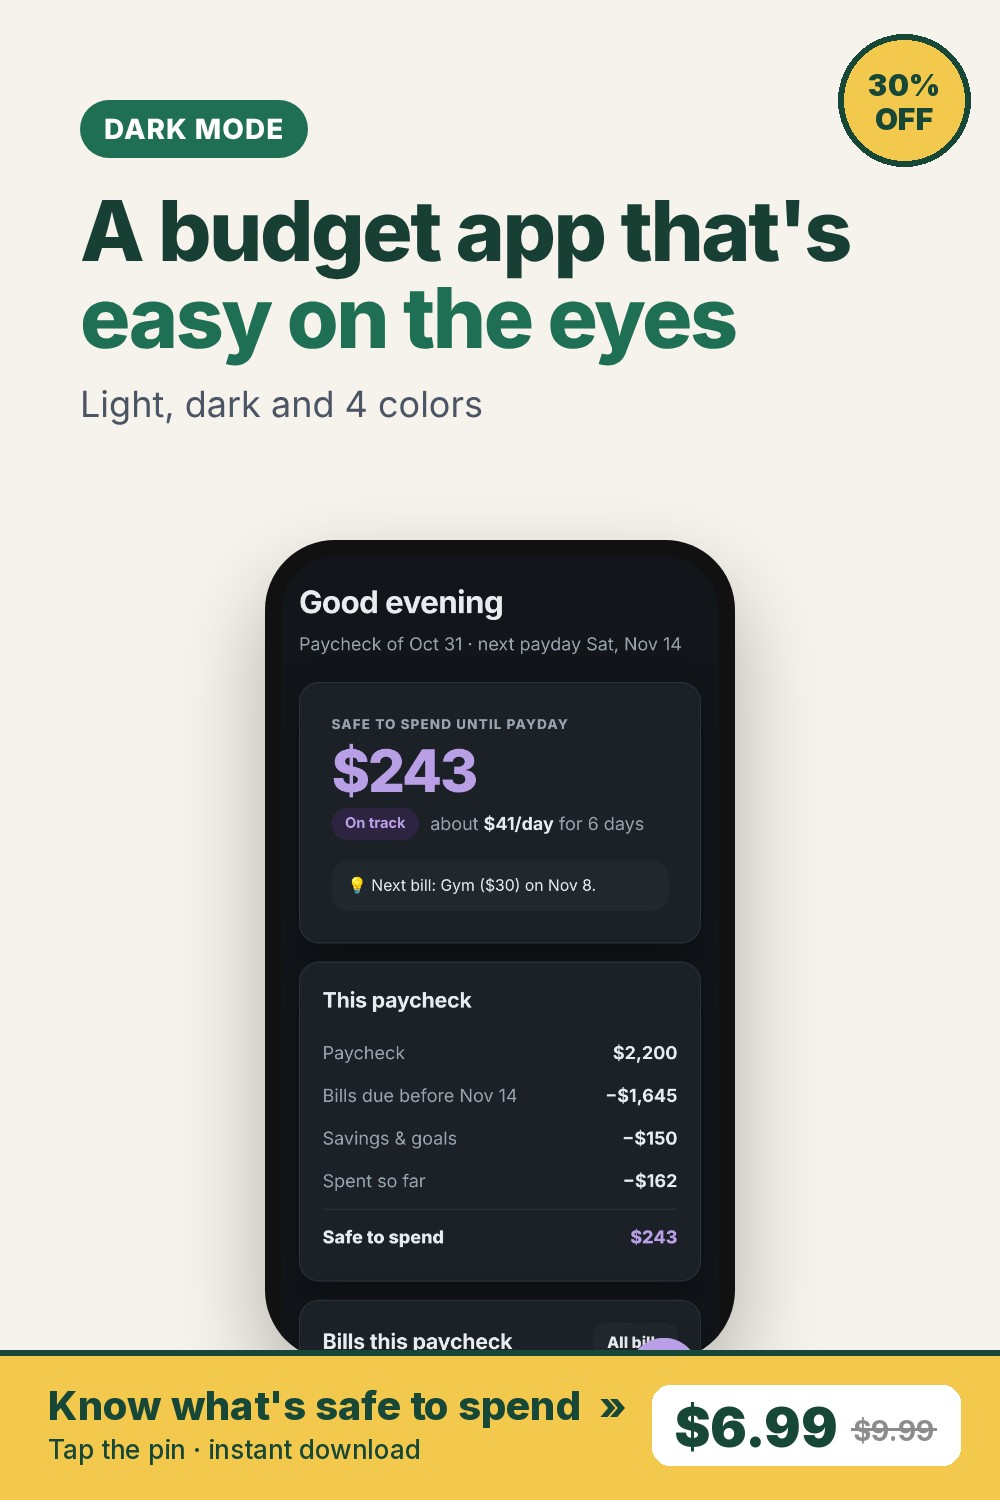 30%
OFF
DARK MODE
A budget app that's
easy on the eyes
Light, dark and 4 colors
Good evening
Paycheck of Oct 31 · next payday Sat, Nov 14
SAFE TO SPEND UNTIL PAYDAY
$243
On track about $41/day for 6 days
💡 Next bill: Gym ($30) on Nov 8.
This paycheck
Paycheck $2,200
Bills due before Nov 14 −$1,645
Savings & goals −$150
Spent so far −$162
Safe to spend $243
Bills this paycheck All
Know what's safe to spend »
Tap the pin · instant download
$6.99 $9.99